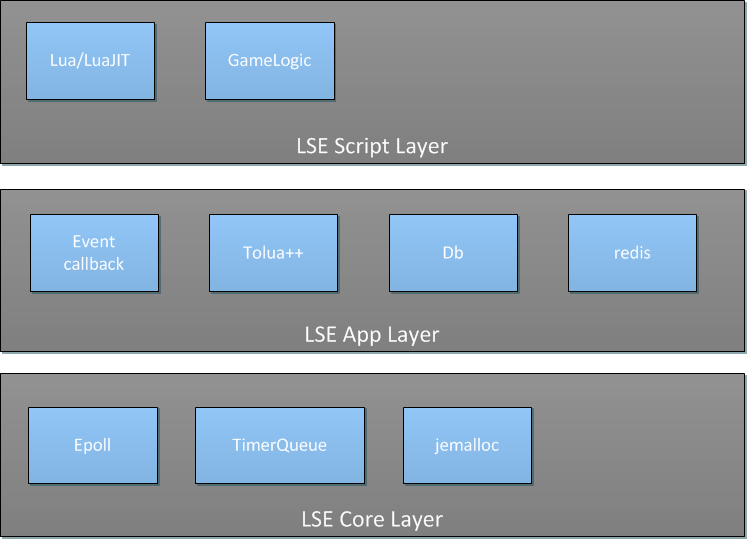 Lua/LuaJIT
GameLogic
LSE Script Layer
Event
callback
Tolua++
Db
redis
LSE App Layer
Epoll
TimerQueue
jemalloc
LSE Core Layer